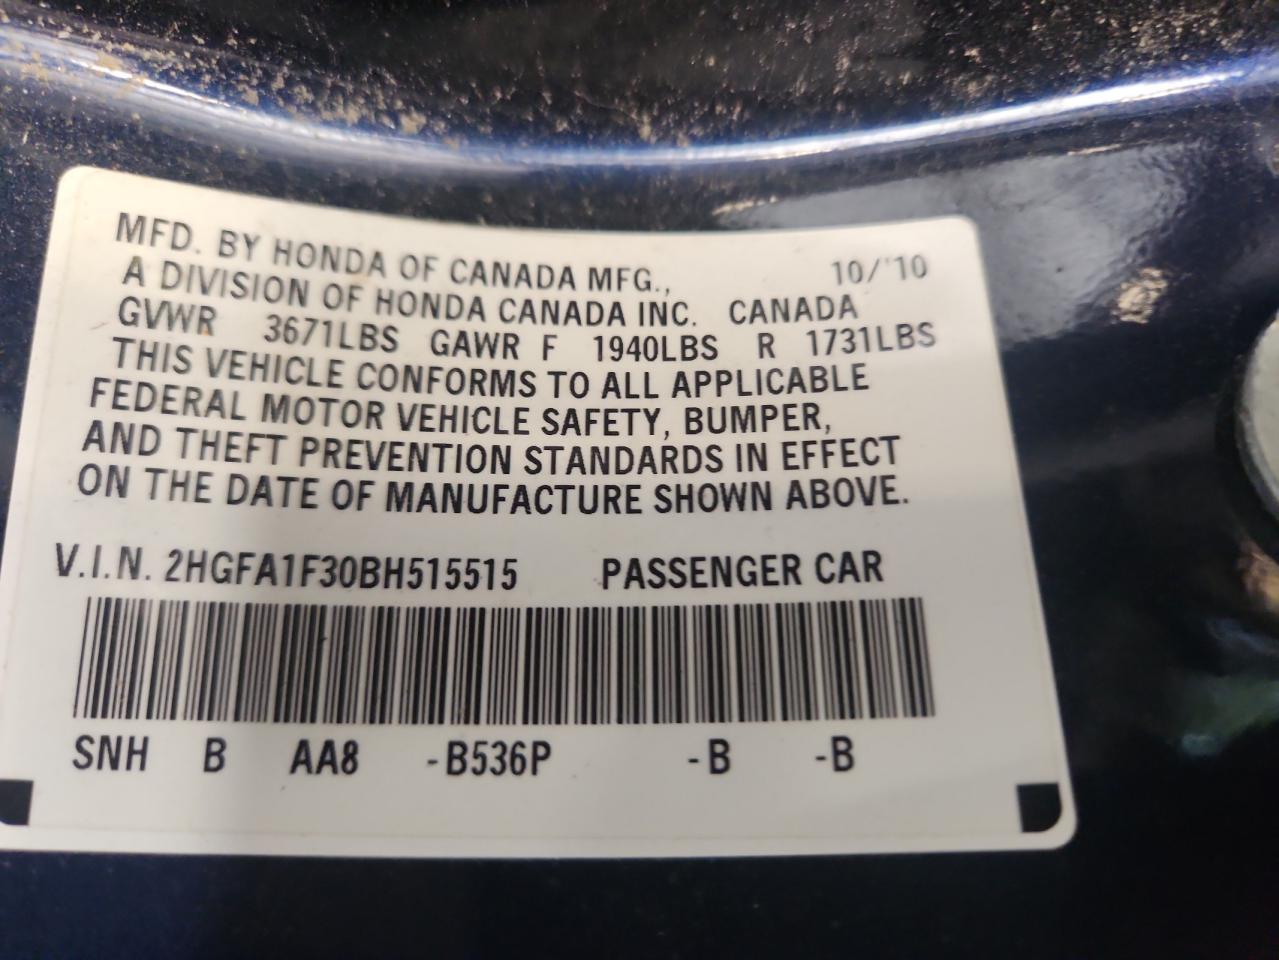 MFD. BY HONDA OF CANADA MFG., 10/'10
A DIVISION OF HONDA CANADA INC. CANADA
GVWR 3671LBS GAWR F 1940LBS R 1731LBS
THIS VEHICLE CONFORMS TO ALL APPLICABLE
FEDERAL MOTOR VEHICLE SAFETY, BUMPER,
AND THEFT PREVENTION STANDARDS IN EFFECT
ON THE DATE OF MANUFACTURE SHOWN ABOVE.
V.I.N. 2HGFA1F30BH515515 PASSENGER CAR
SNH B AA8 -B536P -B -B